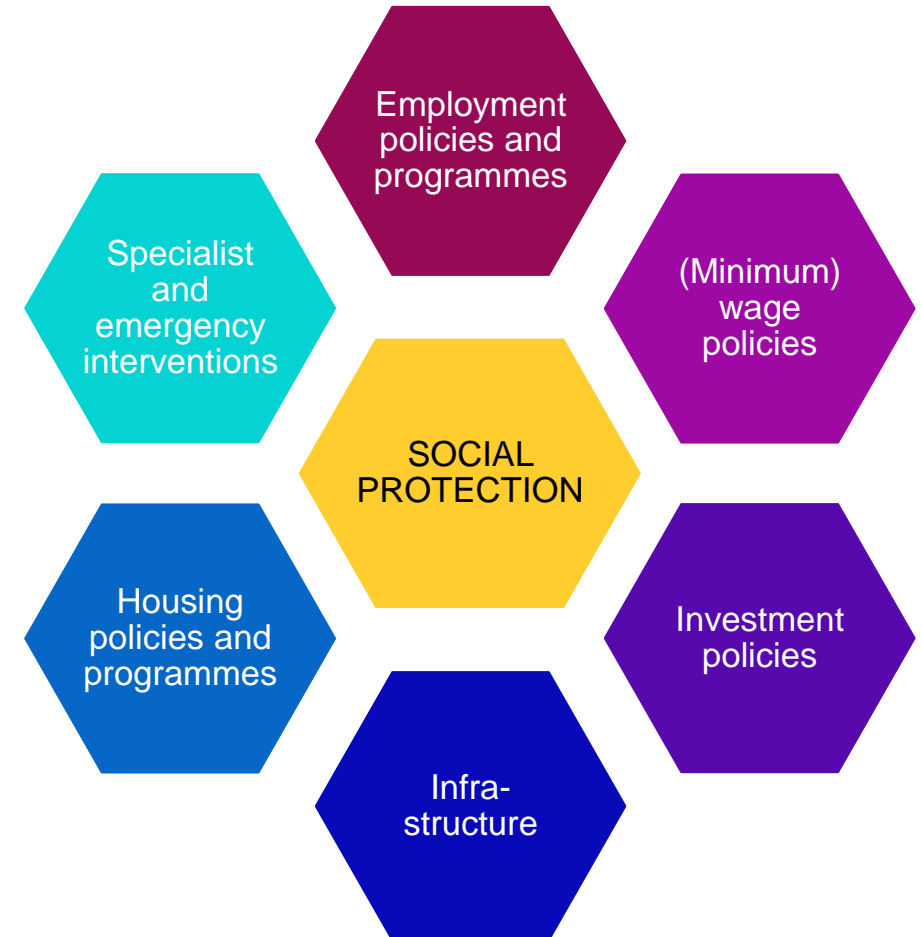 Employment
policies and
programmes
Specialist
and
emergency
interventions
(Minimum)
wage
policies
SOCIAL
PROTECTION
Housing
policies and
programmes
Investment
policies
Infra-
structure